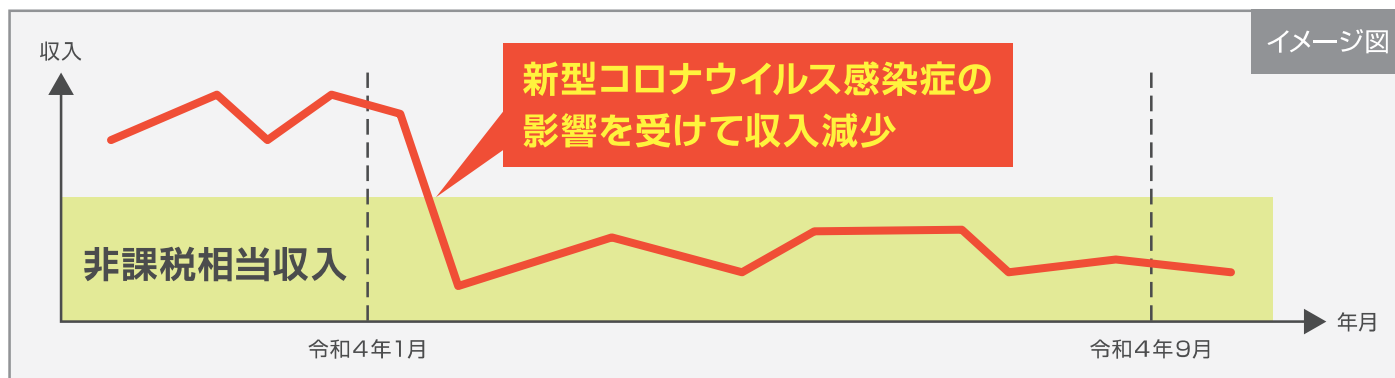 イメージ図
収入
新型コロナウイルス感染症の
影響を受けて収入減少
非課税相当収入
年月
令和4年1月
令和4年9月